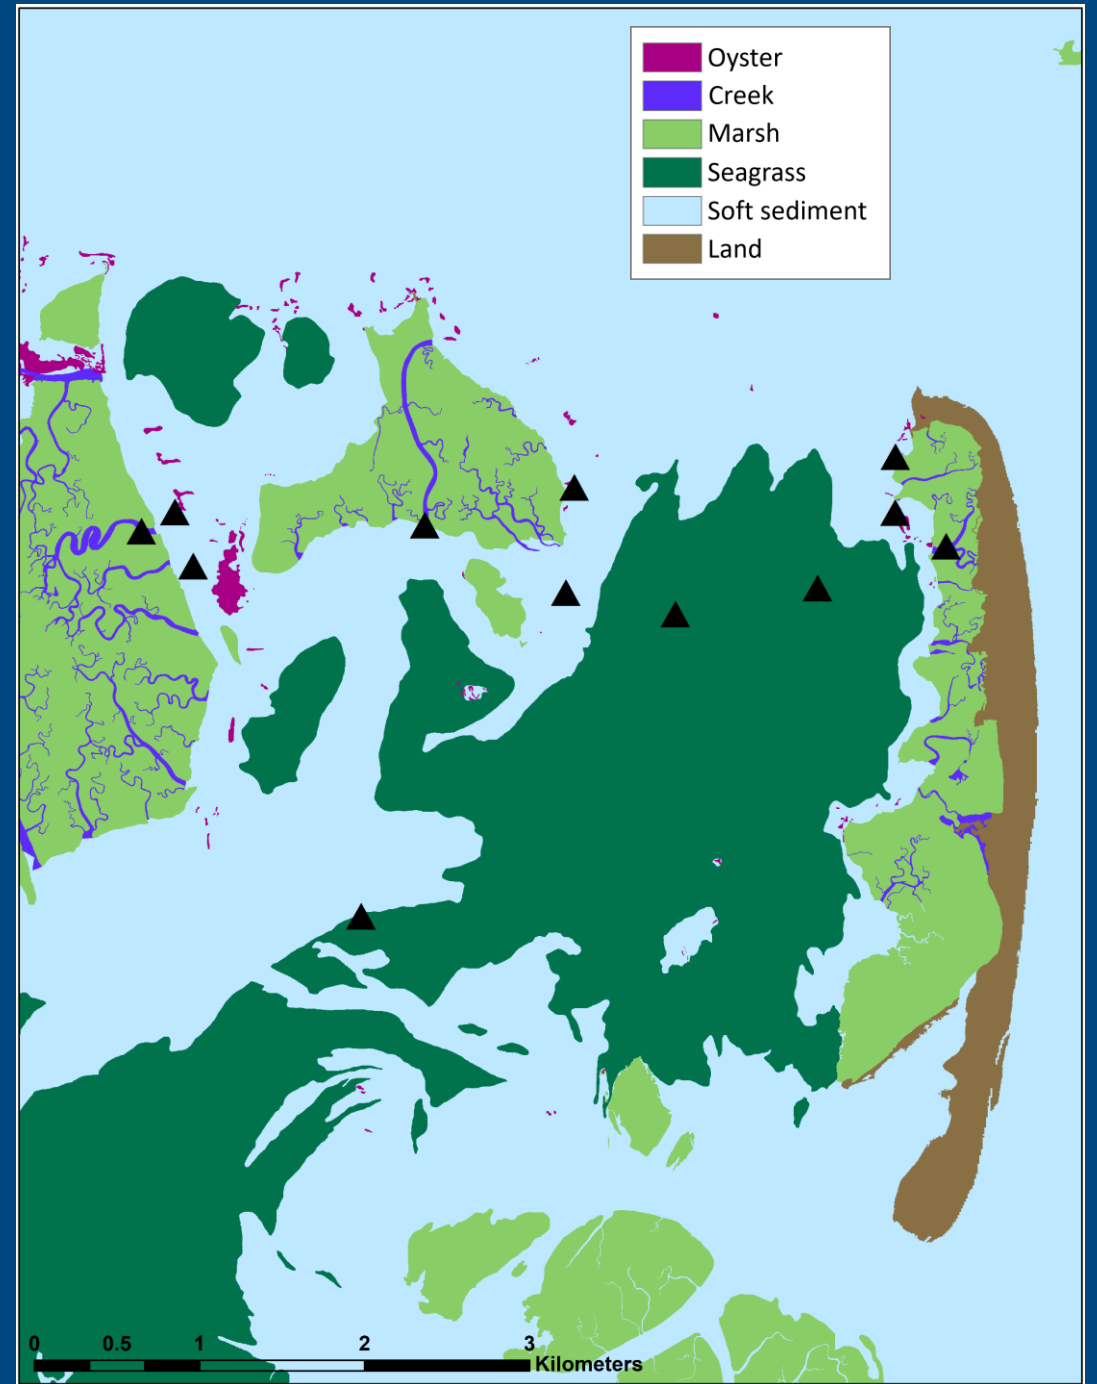 Oyster
Creek
Marsh
Seagrass
Soft sediment
Land
0 0.5 1 2 3
Kilometers